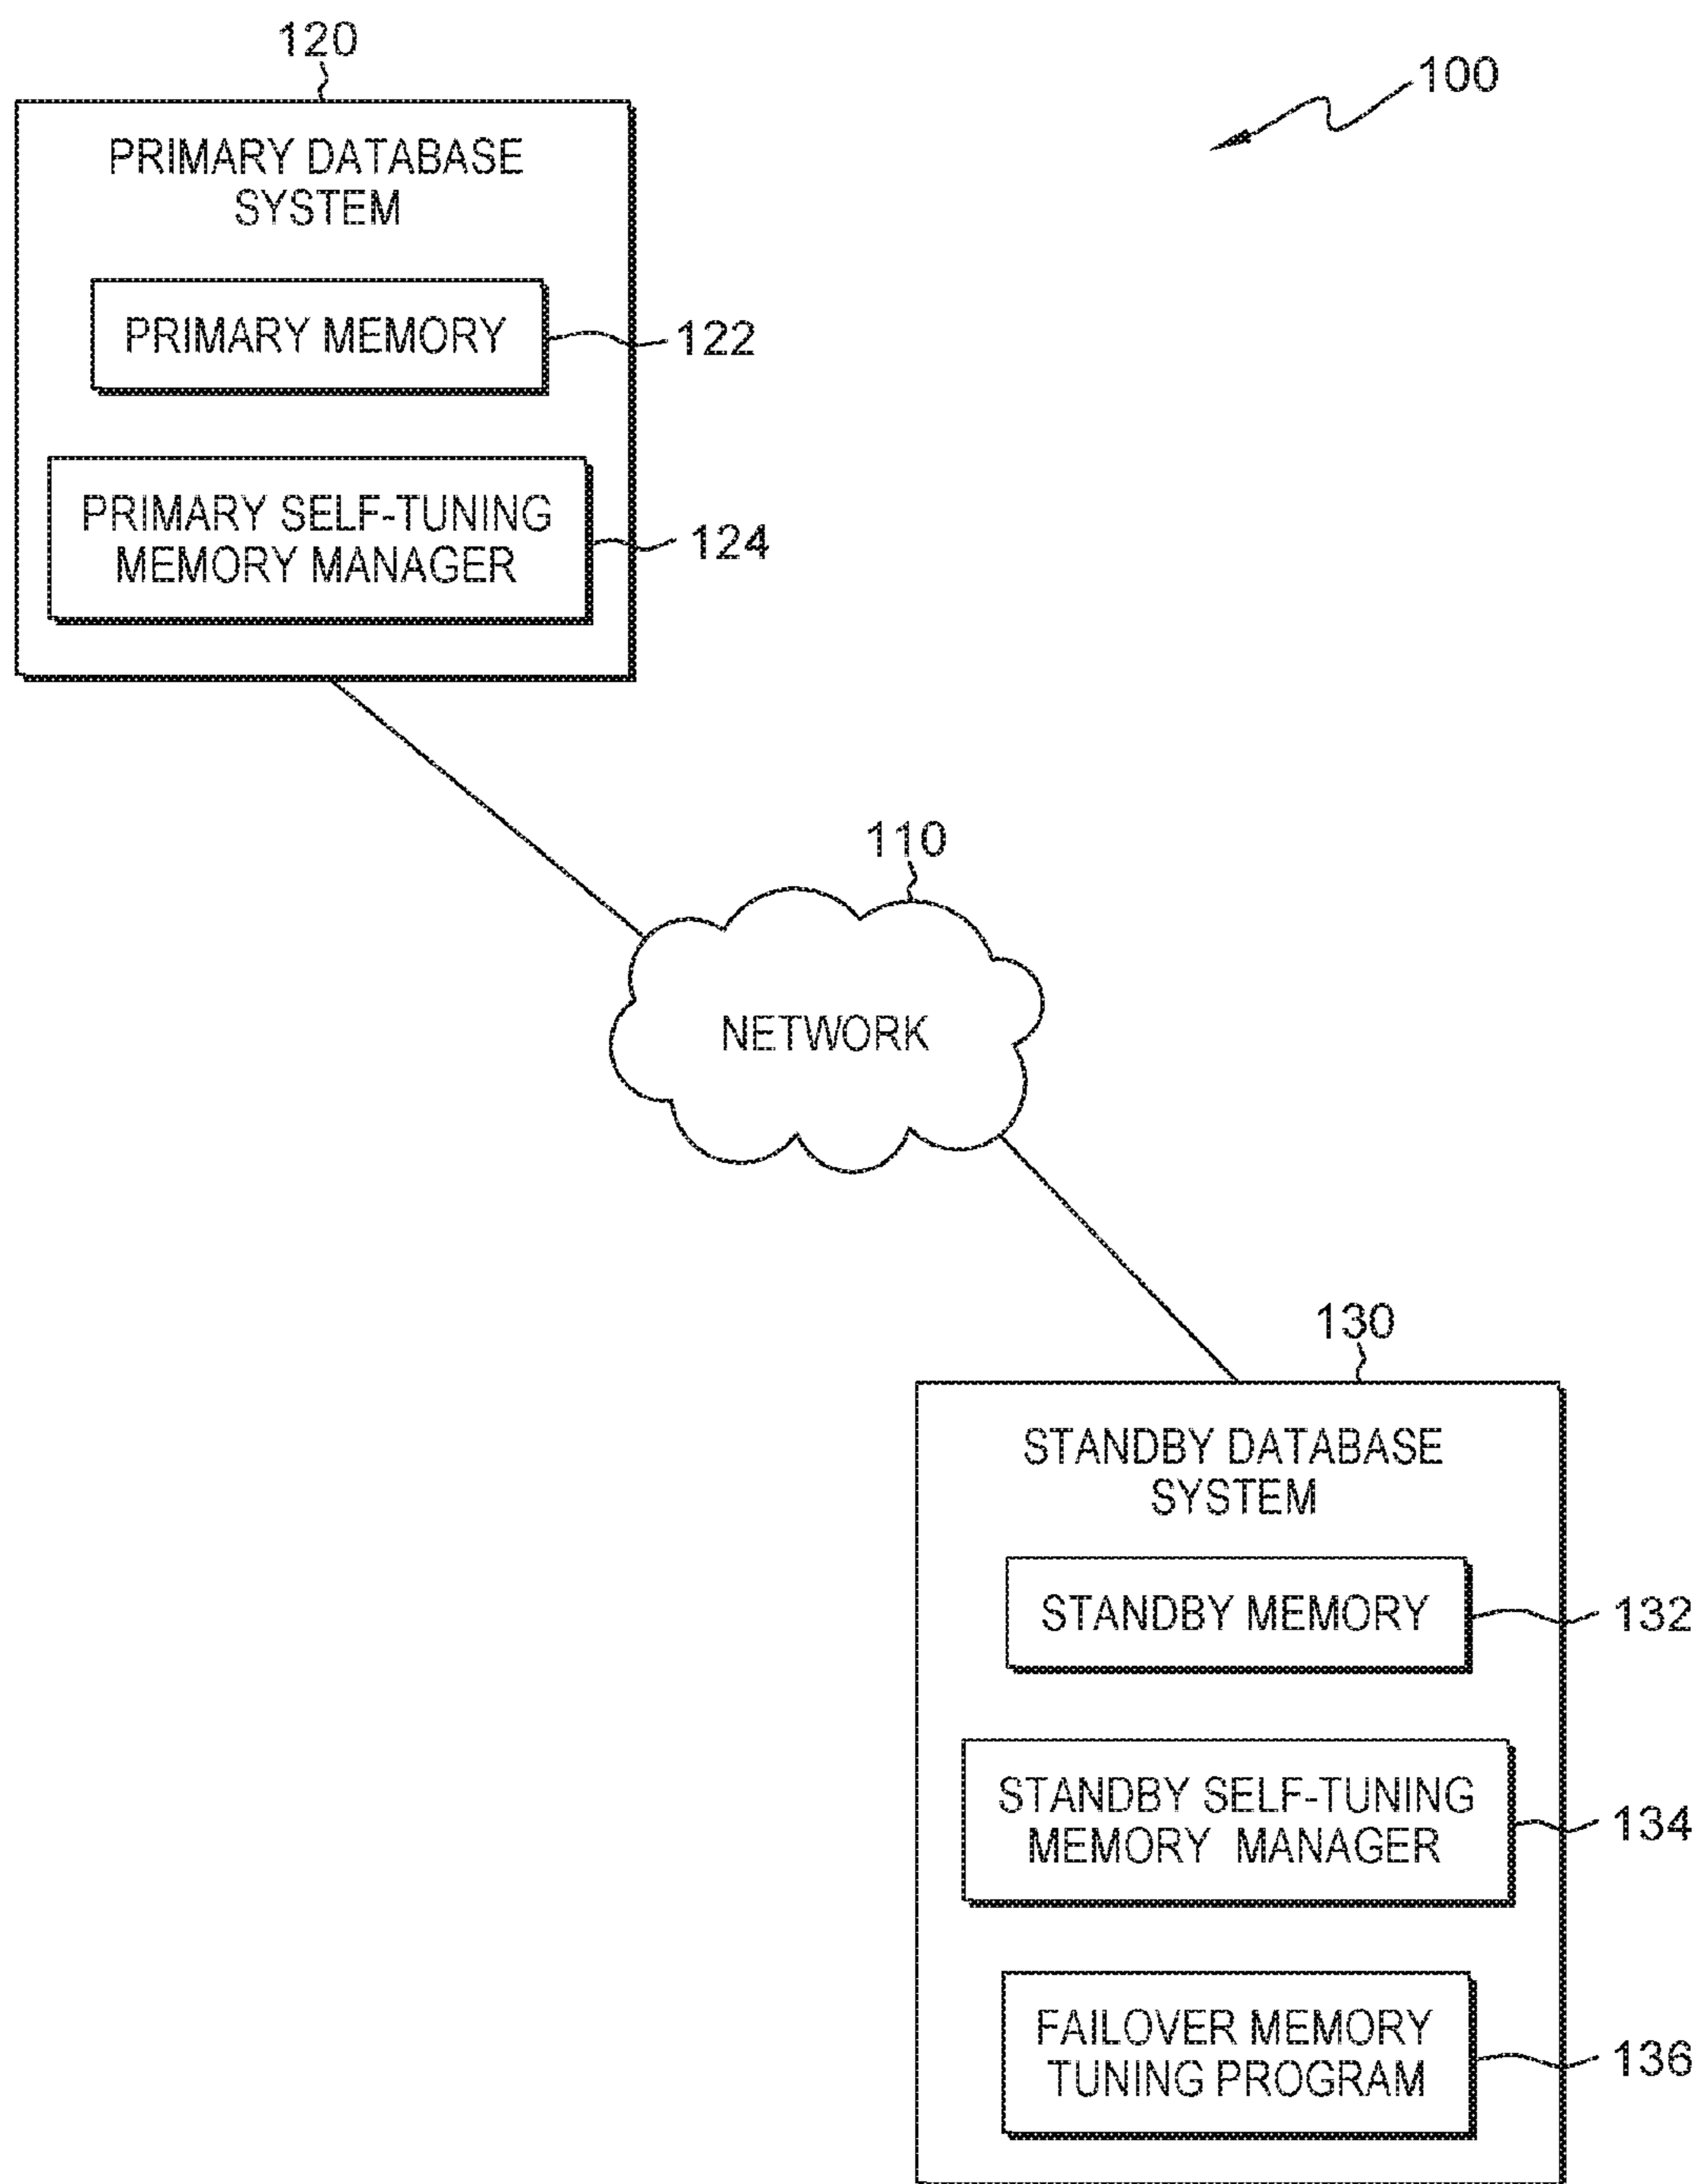 120
100
PRIMARY DATABASE
SYSTEM
PRIMARY MEMORY
122
PRIMARY SELF-TUNING
MEMORY MANAGER
124
110
NETWORK
130
STANDBY DATABASE
SYSTEM
STANDBY MEMORY
132
STANDBY SELF-TUNING
MEMORY MANAGER
134
FAILOVER MEMORY
TUNING PROGRAM
136